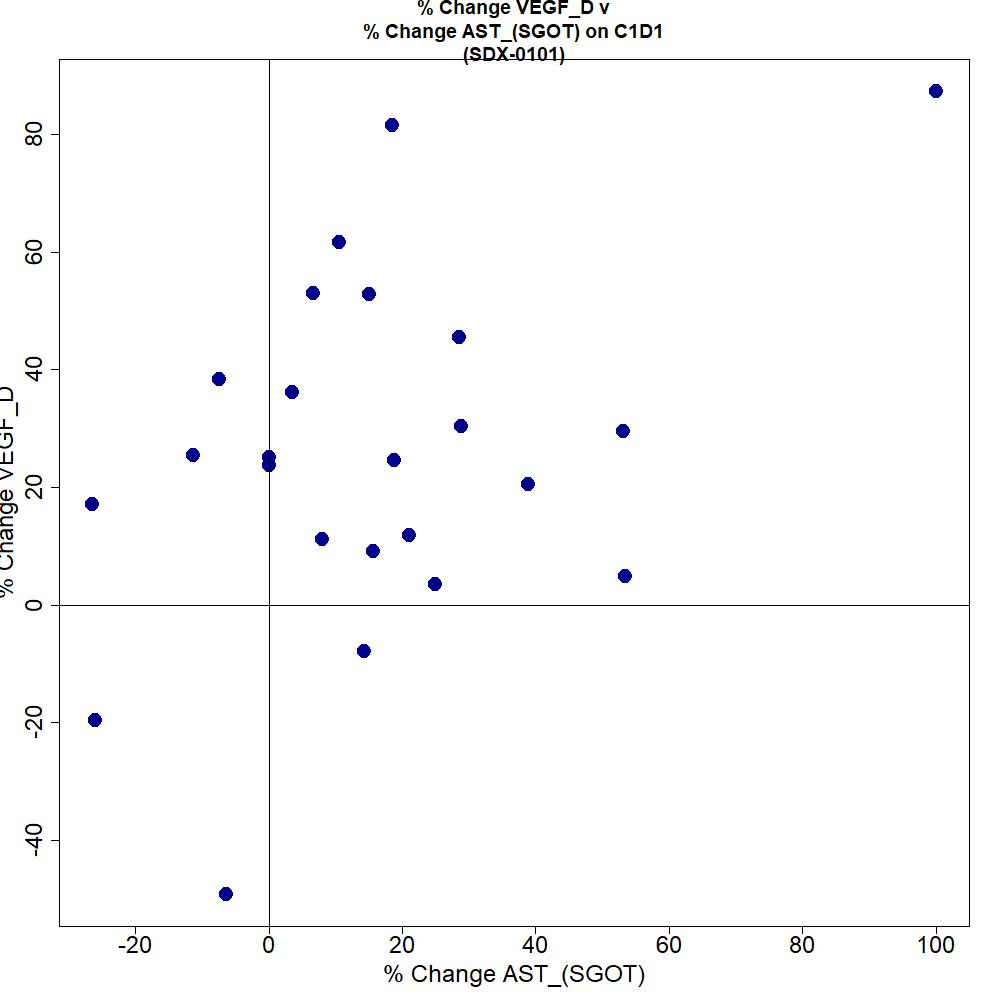 % Change VEGF_D v
% Change AST_(SGOT) on C1D1
(SDX-0101)
% Change VEGF_D
80
60
40
20
0
-20
-40
-20 0 20 40 60 80 100
% Change AST_(SGOT)